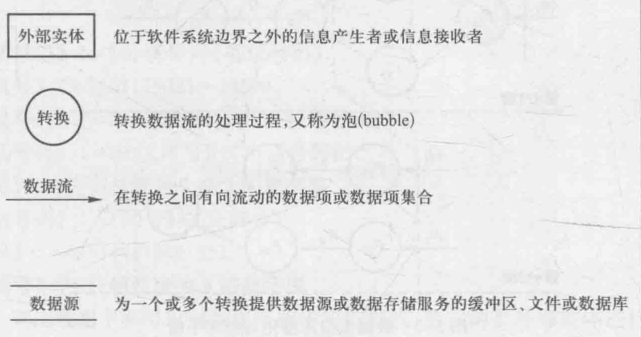 外部实体 位于软件系统边界之外的信息产生者或信息接收者
转换 转换数据流的处理过程,又称为泡(bubble)
数据流 在转换之间有向流动的数据项或数据项集合
数据源 为一个或多个转换提供数据源或数据存储服务的缓冲区、文件或数据库